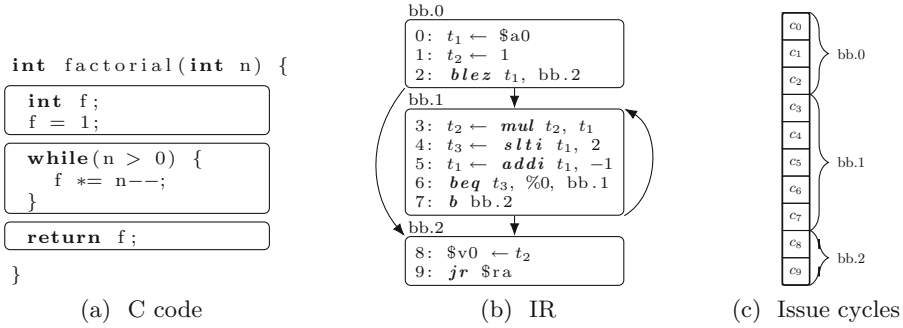 int factorial(int n) {
int f;
f = 1;
while(n > 0) {
f *= n--;
}
return f;
}
(a) C code
bb.0
0: t₁ ← $a0
1: t₂ ← 1
2: blez t₁, bb.2
bb.1
3: t₂ ← mul t₂, t₁
4: t₃ ← slti t₁, 2
5: t₁ ← addi t₁, −1
6: beq t₃, %0, bb.1
7: b bb.2
bb.2
8: $v0 ← t₂
9: jr $ra
(b) IR
c₀
c₁
c₂
c₃
c₄
c₅
c₆
c₇
c₈
c₉
bb.0
bb.1
bb.2
(c) Issue cycles